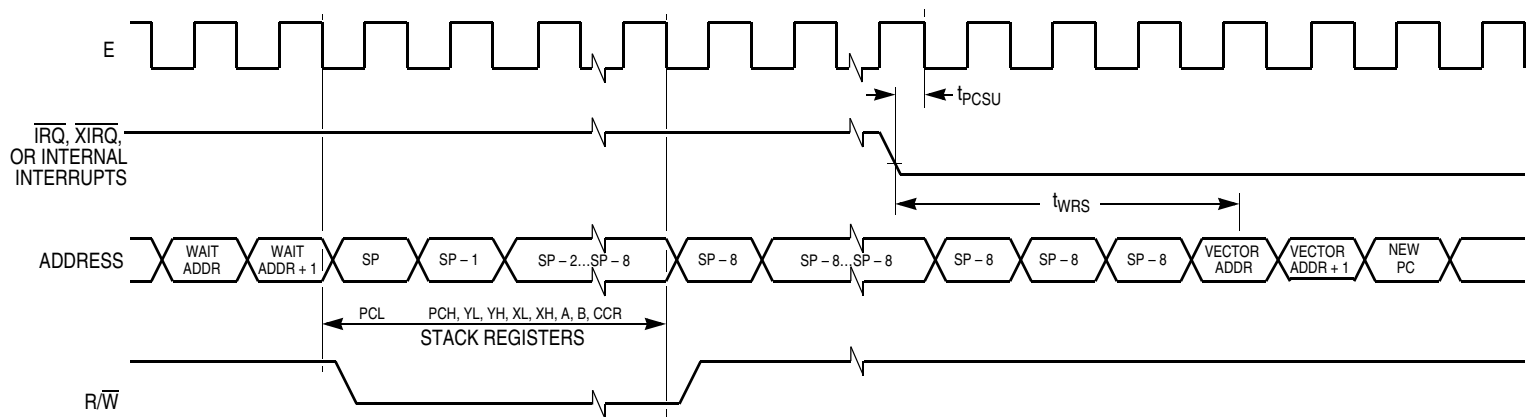 E
tPCSU
IRQ, XIRQ,
OR INTERNAL
INTERRUPTS
tWRS
ADDRESS
WAIT
ADDR
WAIT
ADDR + 1
SP
SP – 1
SP – 2...SP – 8
SP – 8
SP – 8...SP – 8
SP – 8
SP – 8
SP – 8
VECTOR
ADDR
VECTOR
ADDR + 1
NEW
PC
PCL
PCH, YL, YH, XL, XH, A, B, CCR
STACK REGISTERS
R/W